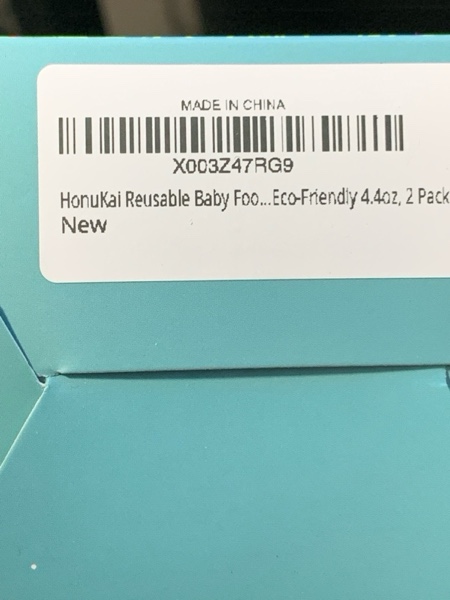 MADE IN CHINA
X003Z47RG9
HonuKai Reusable Baby Foo...Eco-Friendly 4.4oz, 2 Pack
New